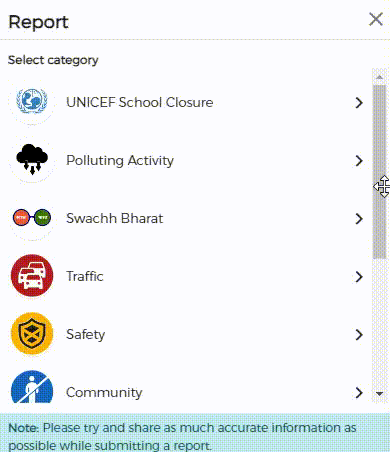 Report
Select category
UNICEF School Closure
Polluting Activity
Swachh Bharat
Traffic
Safety
Community
Note: Please try and share as much accurate information as
possible while submitting a report.